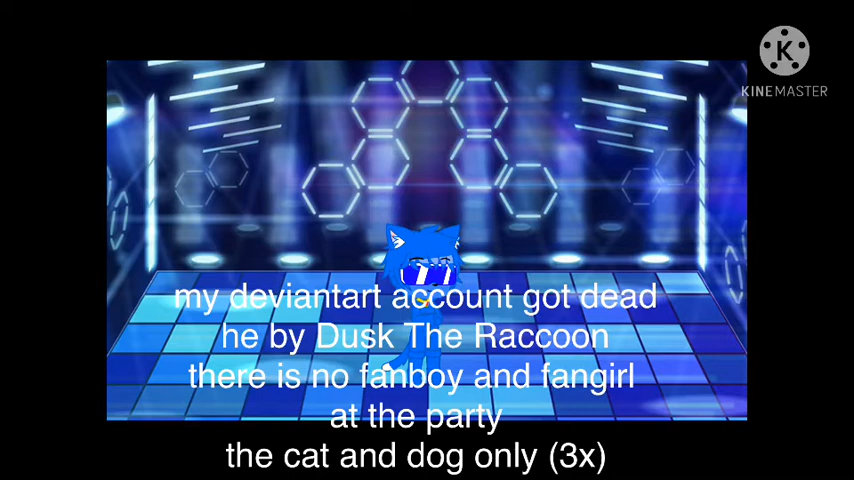 K
KINEMASTER
my deviantart account got dead
he by Dusk The Raccoon
there is no fanboy and fangirl
at the party
the cat and dog only (3x)